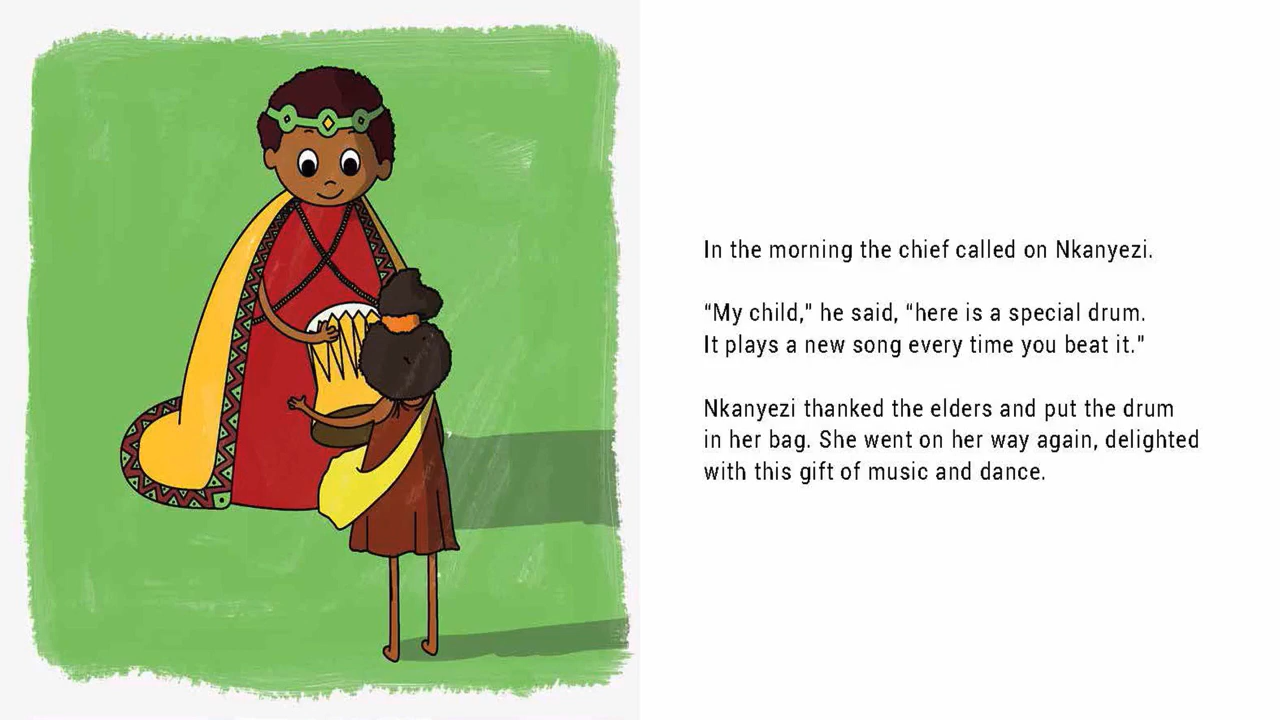 In the morning the chief called on Nkanyezi.
“My child,” he said, “here is a special drum.
It plays a new song every time you beat it.”
Nkanyezi thanked the elders and put the drum
in her bag. She went on her way again, delighted
with this gift of music and dance.